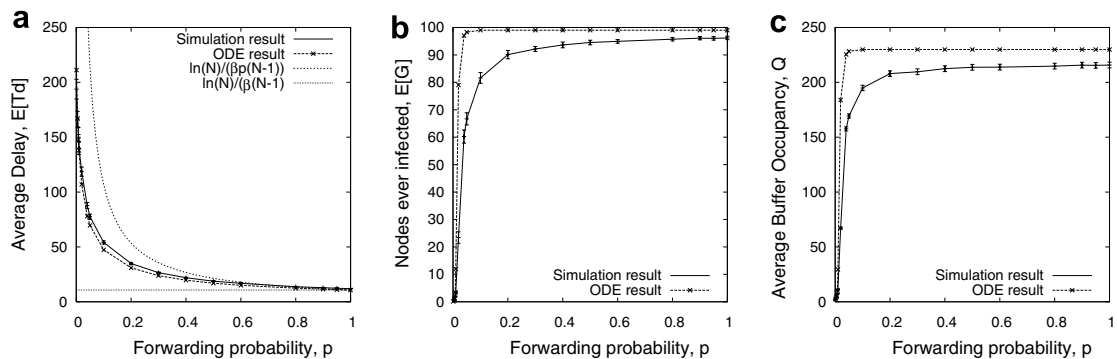 a
Average Delay, E[Td]
250
200
150
100
50
0
Simulation result
ODE result
ln(N)/(βp(N-1))
ln(N)/(β(N-1)
0
0.2
0.4
0.6
0.8
1
Forwarding probability, p
b
Nodes ever infected, E[G]
100
90
80
70
60
50
40
30
20
10
0
Simulation result
ODE result
0
0.2
0.4
0.6
0.8
1
Forwarding probability, p
c
Average Buffer Occupancy, Q
250
200
150
100
50
0
Simulation result
ODE result
0
0.2
0.4
0.6
0.8
1
Forwarding probability, p